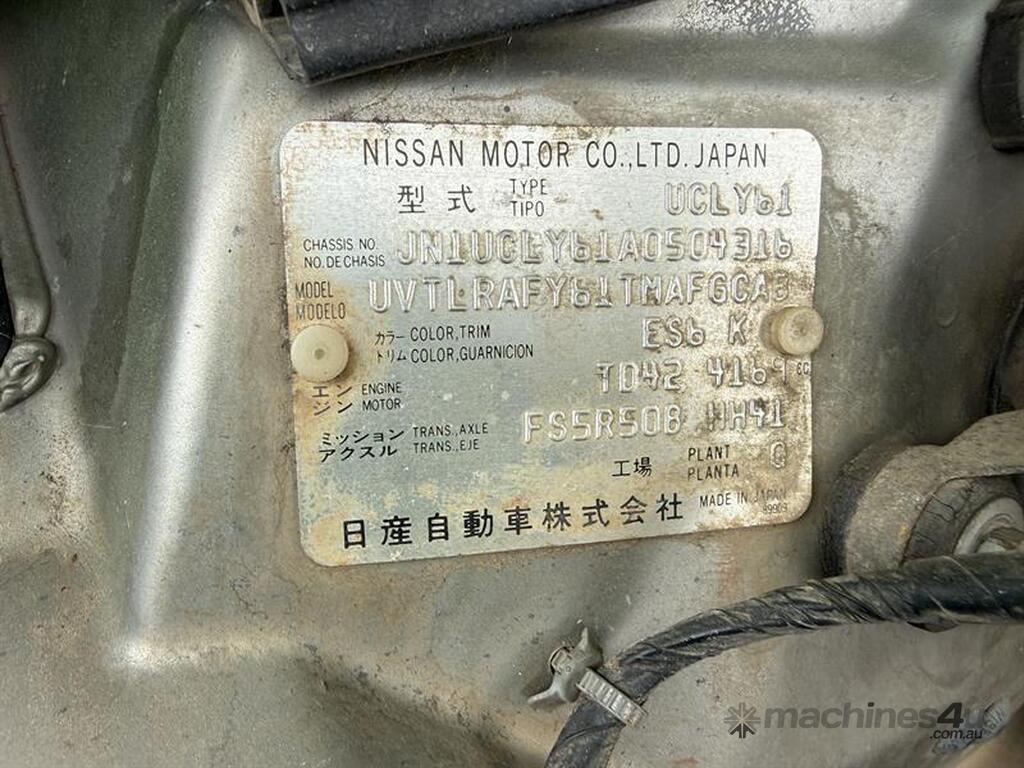 NISSAN MOTOR CO.,LTD. JAPAN
型式 TYPE TIPO UCLY61
CHASSIS NO. NO. DE CHASIS JN1UCLY61A0504316
MODEL MODELO UVTLRAFY61TMAFGCA3
カラー COLOR,TRIM ES6 K
トリム COLOR,GUARNICION
エンジン ENGINE MOTOR TD42 4169 cc
ミッション TRANS.,AXLE FS5R50B HH41
アクスル TRANS.,EJE
工場 PLANT PLANTA
日産自動車株式会社 MADE IN JAPAN
machines4u
.com.au